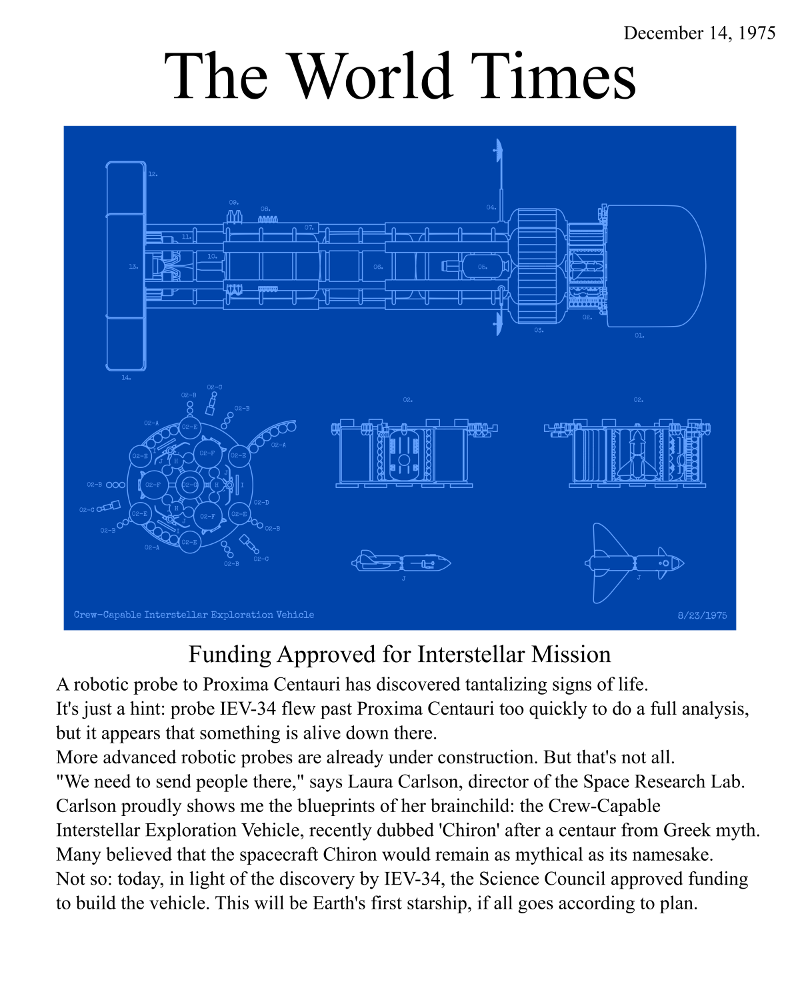 December 14, 1975
The World Times
12.
09.
08.
04.
07.
11.
10.
13.
06.
05.
02.
03.
01.
14.
02-C
02-H
02-B
02-A
02-E
02-A
02-F
02-B
02-F
02-G
H
I
02-D
02-C
02-E
H
02-F
02-B
02-B
02-A
02-E
02-C
02-B
02.
02.
J
J
Crew-Capable Interstellar Exploration Vehicle
8/23/1975
Funding Approved for Interstellar Mission
A robotic probe to Proxima Centauri has discovered tantalizing signs of life.
It's just a hint: probe IEV-34 flew past Proxima Centauri too quickly to do a full analysis,
but it appears that something is alive down there.
More advanced robotic probes are already under construction. But that's not all.
"We need to send people there," says Laura Carlson, director of the Space Research Lab.
Carlson proudly shows me the blueprints of her brainchild: the Crew-Capable
Interstellar Exploration Vehicle, recently dubbed 'Chiron' after a centaur from Greek myth.
Many believed that the spacecraft Chiron would remain as mythical as its namesake.
Not so: today, in light of the discovery by IEV-34, the Science Council approved funding
to build the vehicle. This will be Earth's first starship, if all goes according to plan.